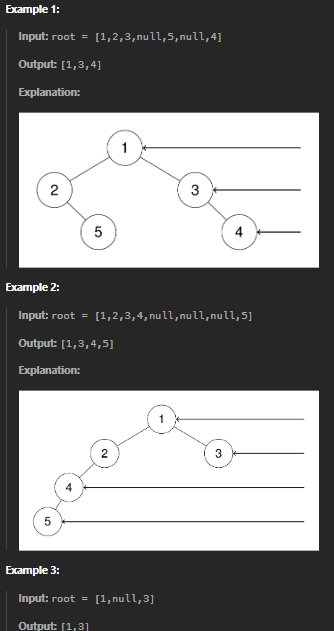 Example 1:
Input: root = [1,2,3,null,5,null,4]
Output: [1,3,4]
Explanation:
1
2 3
5 4
Example 2:
Input: root = [1,2,3,4,null,null,null,5]
Output: [1,3,4,5]
Explanation:
1
2 3
4
5
Example 3:
Input: root = [1,null,3]
Output: [1,3]